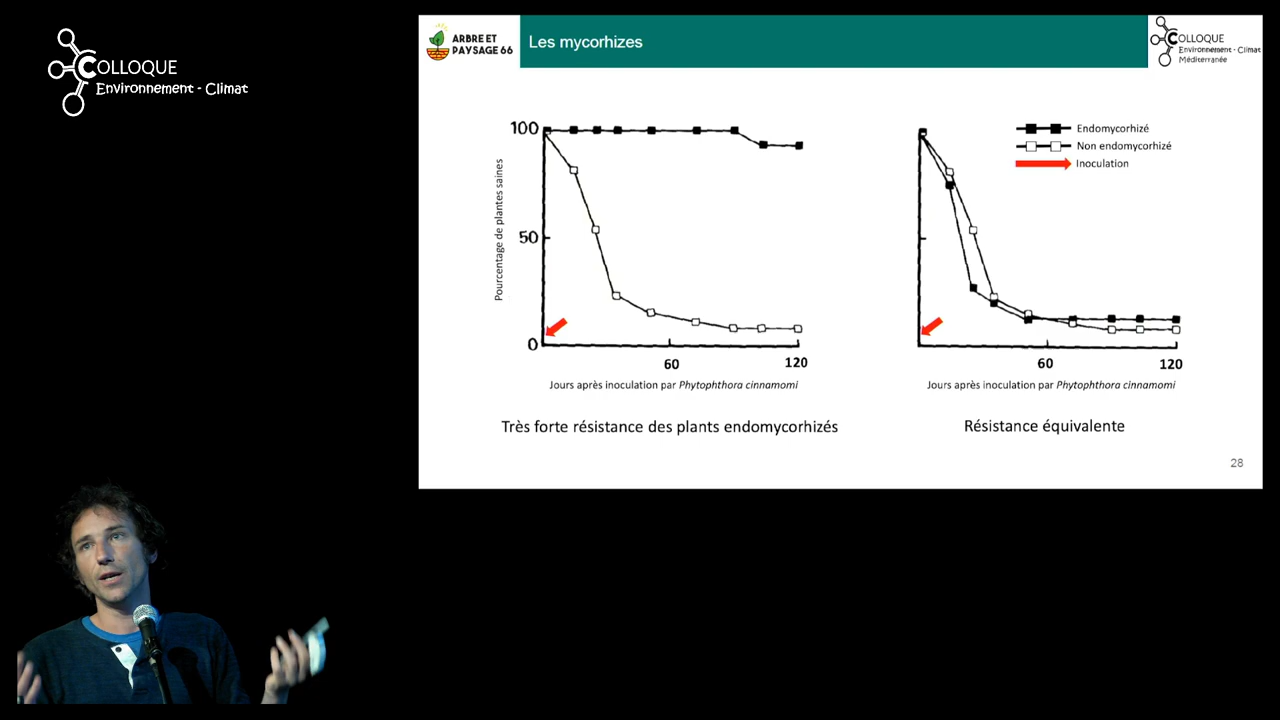 COLLOQUE
Environnement - Climat
ARBRE ET
PAYSAGE 66
Les mycorhizes
COLLOQUE
Environnement - Climat
Méditerranée
Pourcentage de plantes saines
100
50
0
60
120
Jours après inoculation par Phytophthora cinnamomi
Très forte résistance des plants endomycorhizés
Endomycorhizé
Non endomycorhizé
Inoculation
60
120
Jours après inoculation par Phytophthora cinnamomi
Résistance équivalente
28